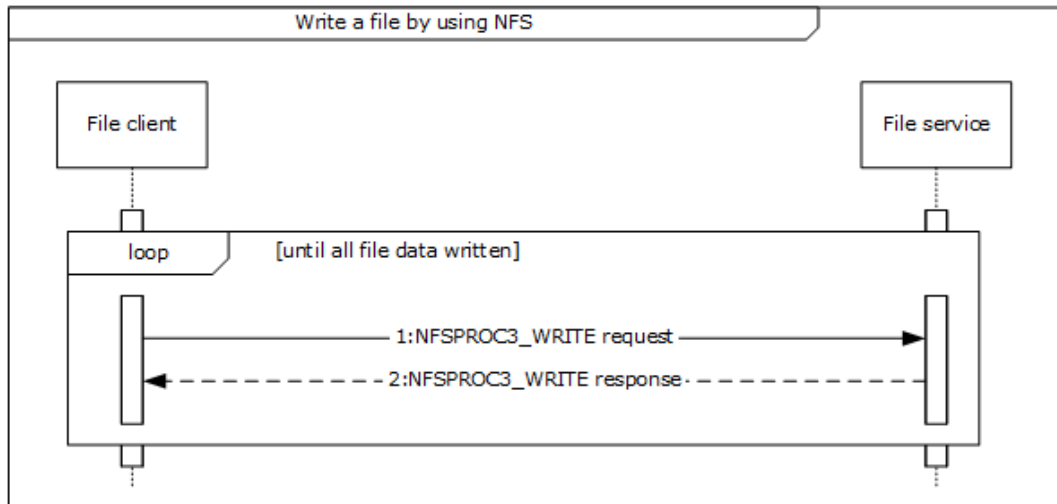 Write a file by using NFS
File client
File service
loop
[until all file data written]
1:NFSPROC3_WRITE request
2:NFSPROC3_WRITE response